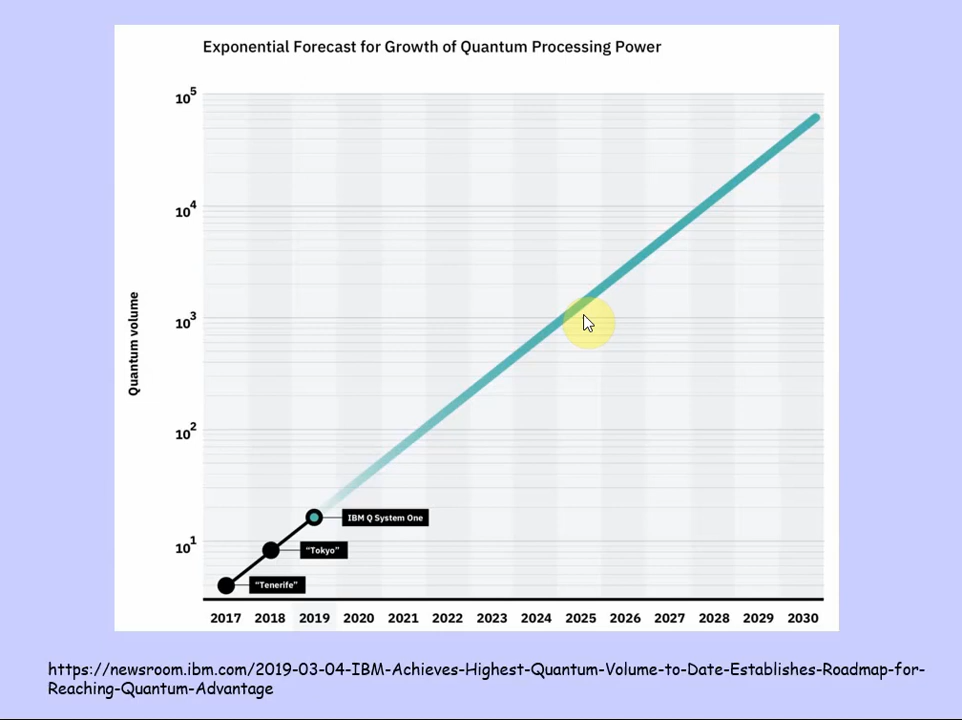 Exponential Forecast for Growth of Quantum Processing Power
10⁵
10⁴
10³
10²
10¹
Quantum volume
IBM Q System One
"Tokyo"
"Tenerife"
2017 2018 2019 2020 2021 2022 2023 2024 2025 2026 2027 2028 2029 2030
https://newsroom.ibm.com/2019-03-04-IBM-Achieves-Highest-Quantum-Volume-to-Date-Establishes-Roadmap-for-
Reaching-Quantum-Advantage